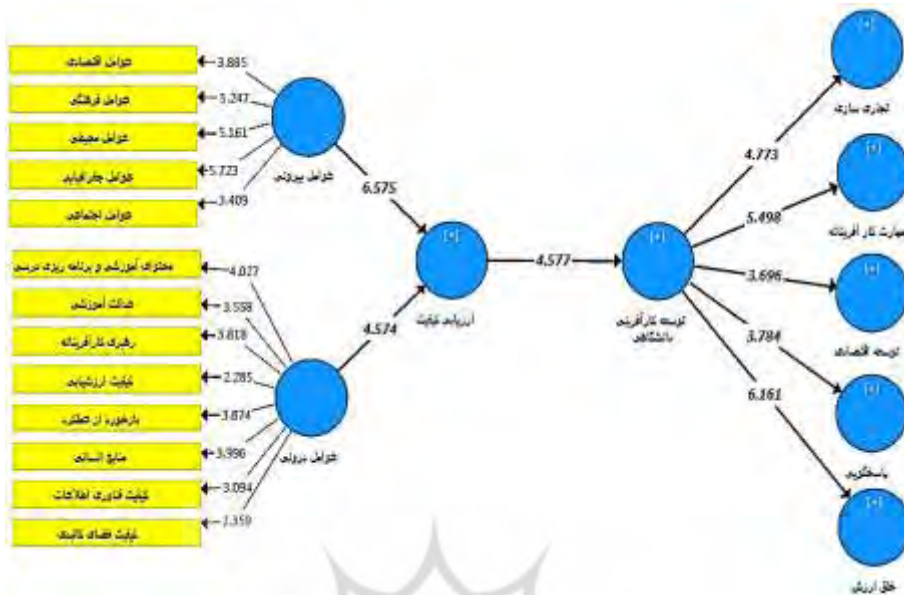 عوامل اقتصادی
3.885
عوامل فرهنگی
5.247
عوامل محیطی
5.161
عوامل جغرافیایی
5.723
عوامل اجتماعی
3.409
عوامل بیرونی
6.575
محتوای آموزشی و برنامه ریزی درسی
4.027
عدالت آموزشی
3.558
رهبری کارآفرینانه
3.818
کیفیت ارزشیابی
2.285
بازخورد از عملکرد
3.874
منابع انسانی
3.996
کیفیت فناوری اطلاعات
3.094
کیفیت فضای کالبدی
عوامل درونی
4.574
[+]
ارزیابی کیفیت
4.577
[+]
توسعه کارآفرینی
دانشگاهی
4.773
5.498
3.696
3.784
6.161
[+]
تجاری سازی
[+]
مهارت کار آفرینانه
[+]
توسعه اقتصادی
[+]
پاسخگویی
[+]
خلق ارزش